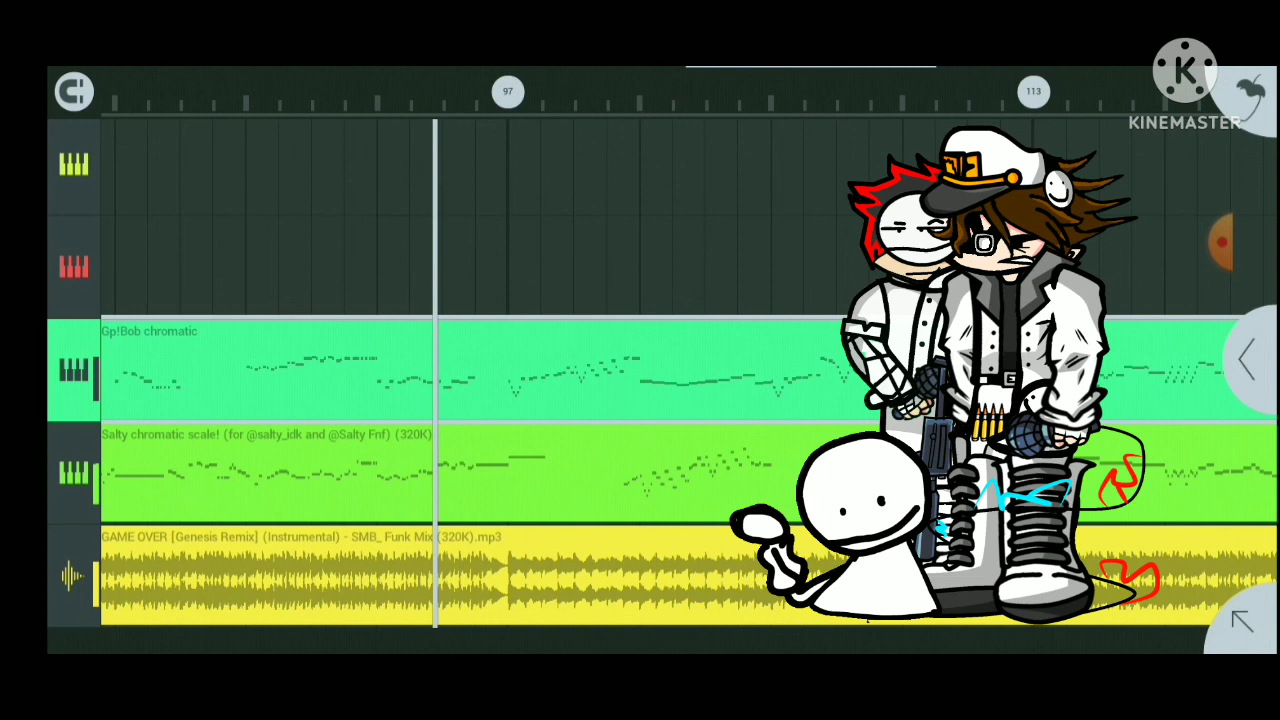 97
113
KINEMASTER
Gp!Bob chromatic
Salty chromatic scale! (for @salty_idk and @Salty Fnf) (320K)
GAME OVER [Genesis Remix] (Instrumental) - SMB_ Funk Mix (320K).mp3